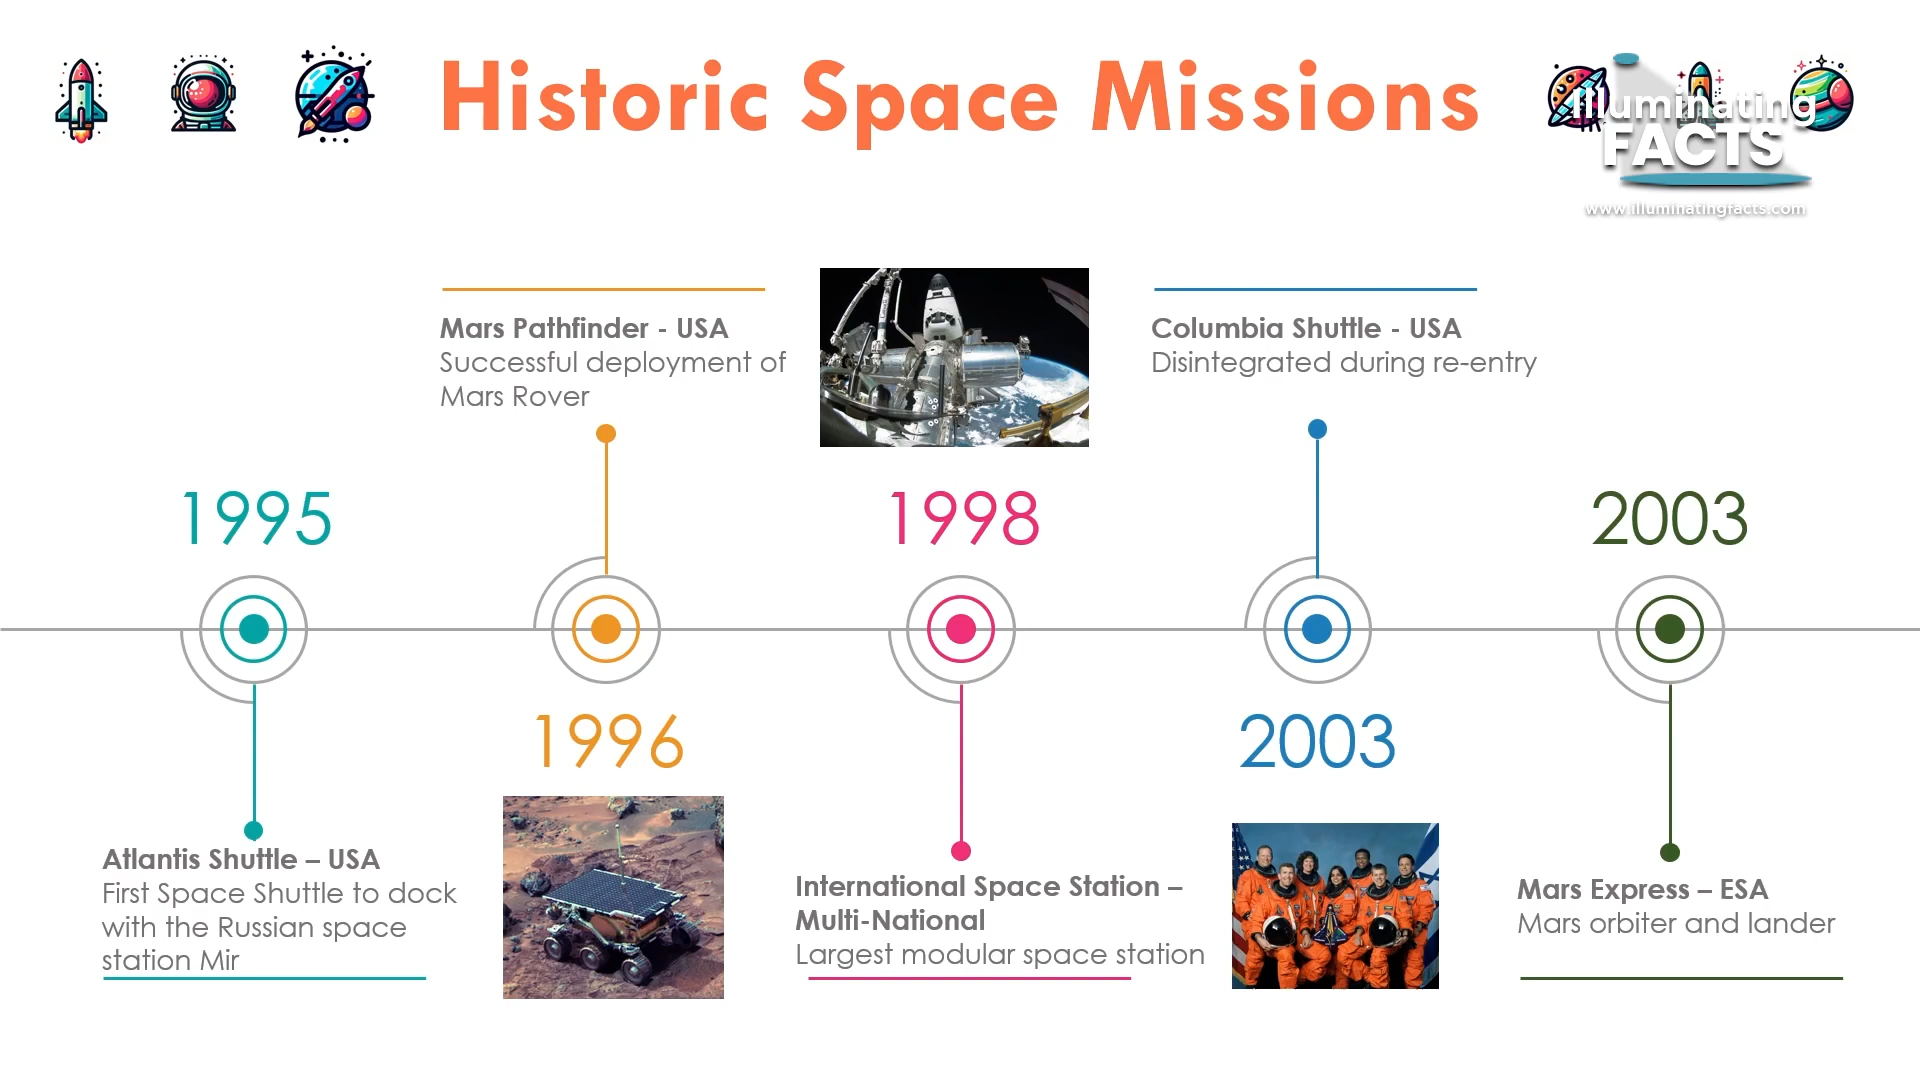 Historic Space Missions
Illuminating
FACTS
www.illuminatingfacts.com
1995
Atlantis Shuttle – USA
First Space Shuttle to dock
with the Russian space
station Mir
Mars Pathfinder - USA
Successful deployment of
Mars Rover
1996
1998
International Space Station –
Multi-National
Largest modular space station
Columbia Shuttle - USA
Disintegrated during re-entry
2003
2003
Mars Express – ESA
Mars orbiter and lander